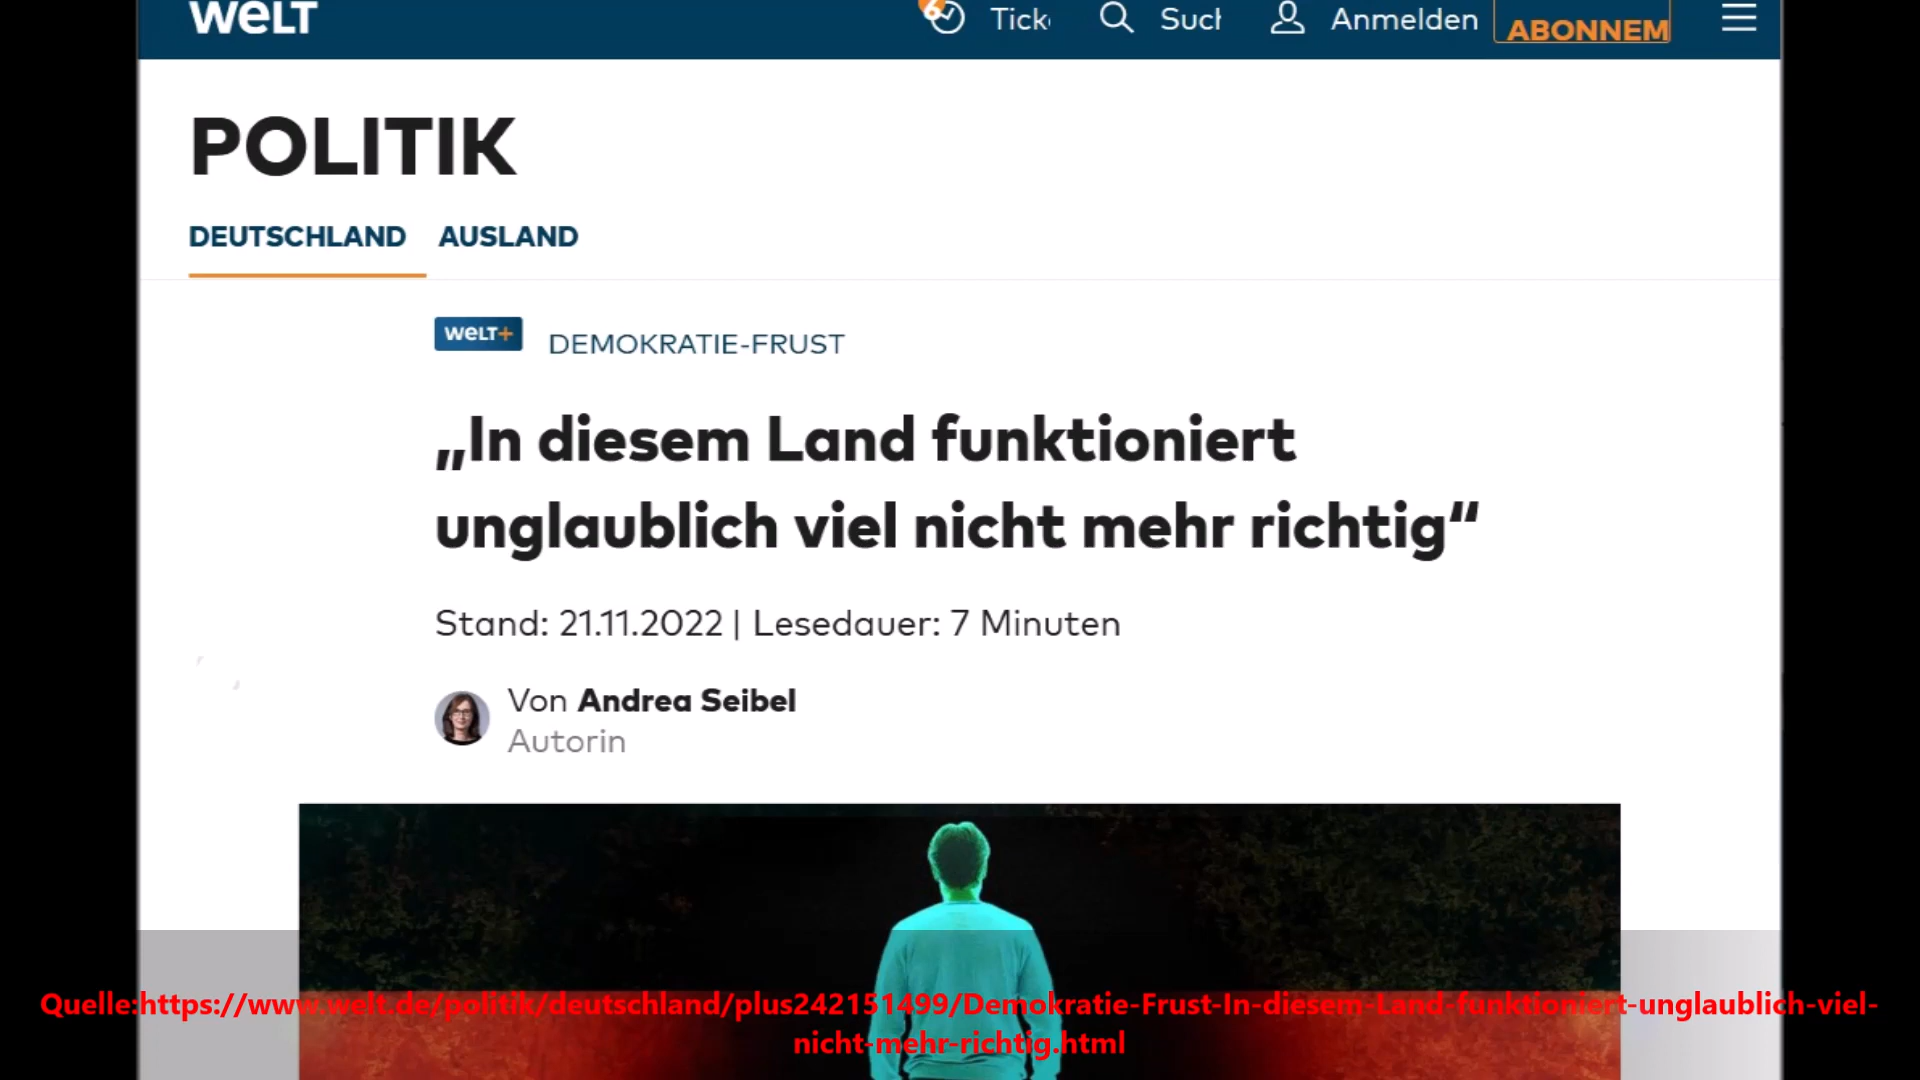 WELT
6
Suche
Anmelden
ABONNEM
POLITIK
DEUTSCHLAND AUSLAND
WELT+ DEMOKRATIE-FRUST
„In diesem Land funktioniert
unglaublich viel nicht mehr richtig“
Stand: 21.11.2022 | Lesedauer: 7 Minuten
Von Andrea Seibel
Autorin
Quelle:https://www.welt.de/politik/deutschland/plus242151499/Demokratie-Frust-In-diesem-Land-funktioniert-unglaublich-viel-
nicht-mehr-richtig.html